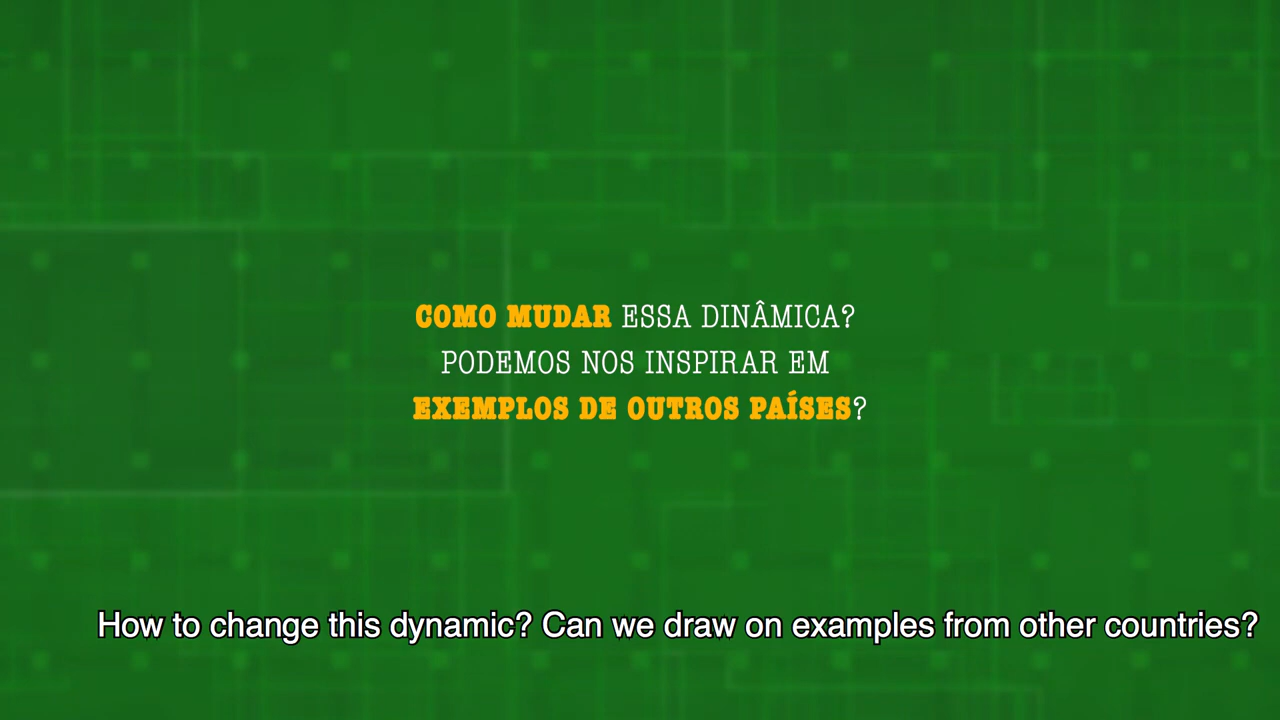 COMO MUDAR ESSA DINÂMICA?
PODEMOS NOS INSPIRAR EM
EXEMPLOS DE OUTROS PAÍSES?
How to change this dynamic? Can we draw on examples from other countries?